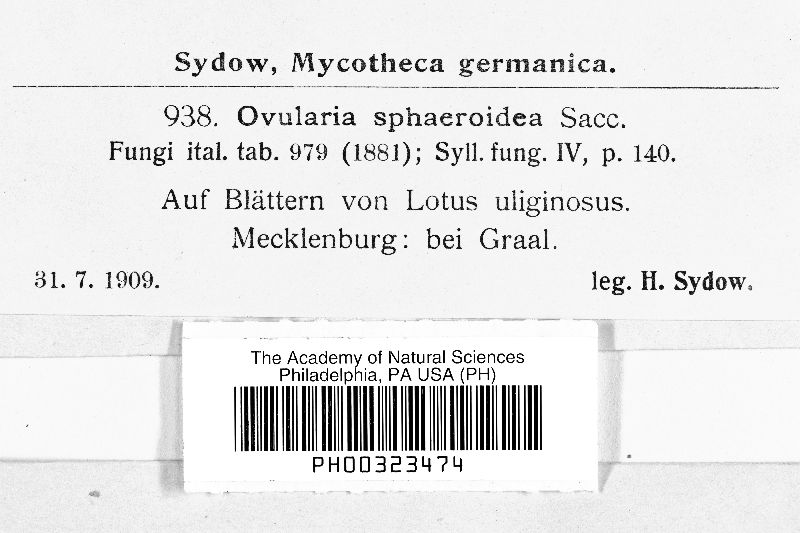 Sydow, Mycotheca germanica.
938. Ovularia sphaeroidea Sacc.
Fungi ital. tab. 979 (1881); Syll. fung. IV, p. 140.
Auf Blättern von Lotus uliginosus.
Mecklenburg: bei Graal.
31. 7. 1909. leg. H. Sydow.
The Academy of Natural Sciences
Philadelphia, PA USA (PH)
PH00323474